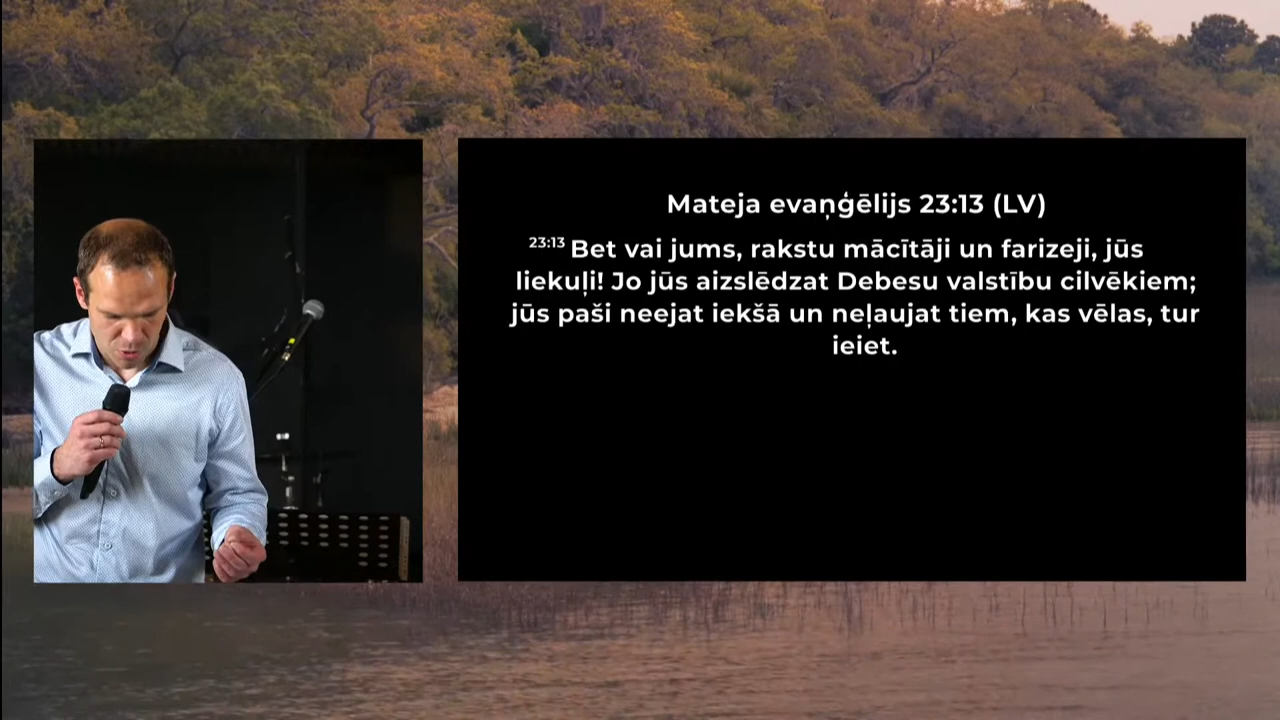 Mateja evaņģēlijs 23:13 (LV)
23:13 Bet vai jums, rakstu mācītāji un farizeji, jūs
liekuļi! Jo jūs aizslēdzat Debesu valstību cilvēkiem;
jūs paši neejat iekšā un neļaujat tiem, kas vēlas, tur
ieiet.